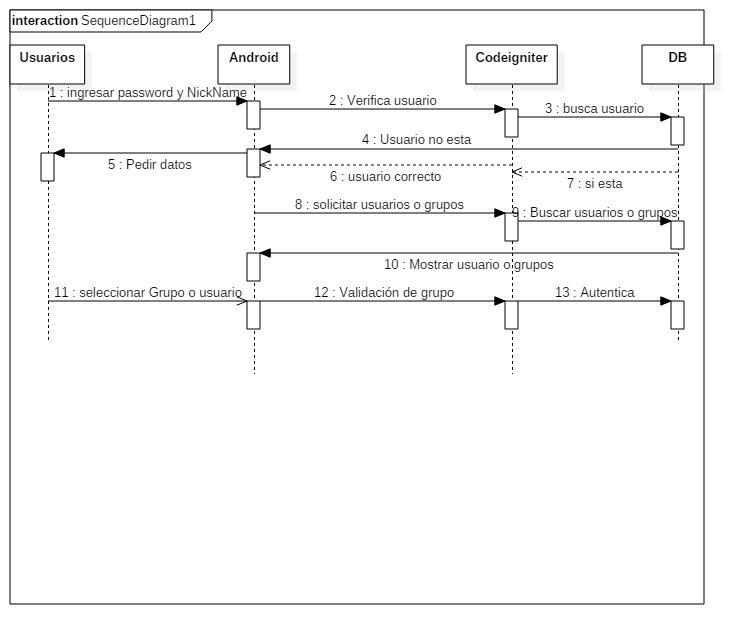 interaction SequenceDiagram1
Usuarios
Android
Codeigniter
DB
1 : ingresar password y NickName
2 : Verifica usuario
3 : busca usuario
4 : Usuario no esta
5 : Pedir datos
6 : usuario correcto
7 : si esta
8 : solicitar usuarios o grupos
9 : Buscar usuarios o grupos
10 : Mostrar usuario o grupos
11 : seleccionar Grupo o usuario
12 : Validación de grupo
13 : Autentica